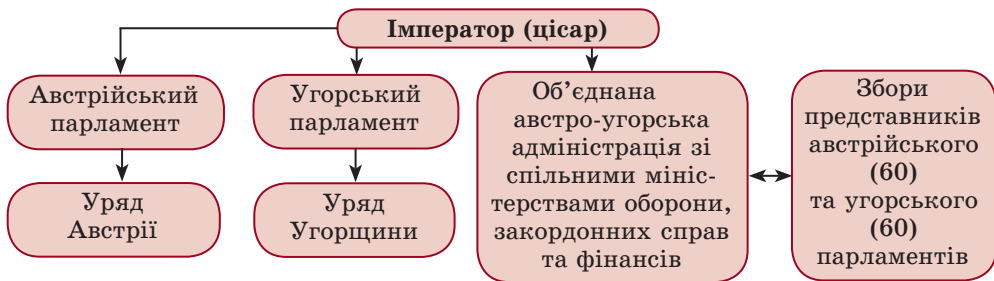 Імператор (цісар)
Австрійський
парламент
Угорський
парламент
Об’єднана
австро-угорська
адміністрація зі
спільними мініс-
терствами оборони,
закордонних справ
та фінансів
Збори
представників
австрійського
(60)
та угорського
(60)
парламентів
Уряд
Австрії
Уряд
Угорщини